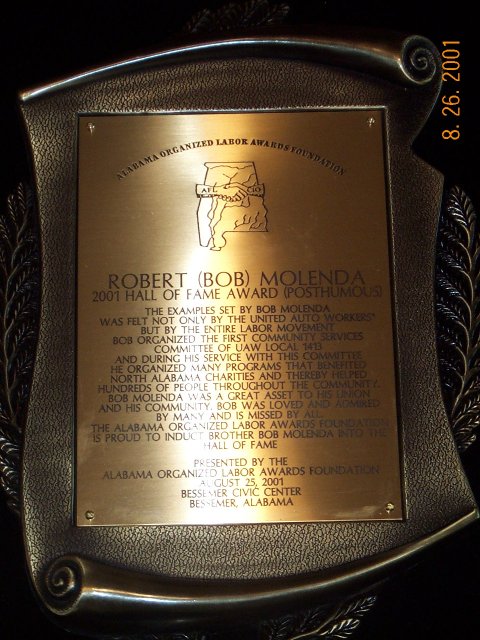 8.26.2001
ALABAMA ORGANIZED LABOR AWARDS FOUNDATION
AFL CIO
ROBERT (BOB) MOLENDA
2001 HALL OF FAME AWARD (POSTHUMOUS)
THE EXAMPLES SET BY BOB MOLENDA
WAS FELT NOT ONLY BY THE UNITED AUTO WORKERS"
BUT BY THE ENTIRE LABOR MOVEMENT
BOB ORGANIZED THE FIRST COMMUNITY SERVICES
COMMITTEE OF UAW LOCAL 1413
AND DURING HIS SERVICE WITH THIS COMMITTEE
HE ORGANIZED MANY PROGRAMS THAT BENEFITED
NORTH ALABAMA CHARITIES AND THEREBY HELPED
HUNDREDS OF PEOPLE THROUGHOUT THE COMMUNITY.
BOB MOLENDA WAS A GREAT ASSET TO HIS UNION
AND HIS COMMUNITY. BOB WAS LOVED AND ADMIRED
BY MANY AND IS MISSED BY ALL.
THE ALABAMA ORGANIZED LABOR AWARDS FOUNDATION
IS PROUD TO INDUCT BROTHER BOB MOLENDA INTO THE
HALL OF FAME
PRESENTED BY THE
ALABAMA ORGANIZED LABOR AWARDS FOUNDATION
AUGUST 25, 2001
BESSEMER CIVIC CENTER
BESSEMER, ALABAMA